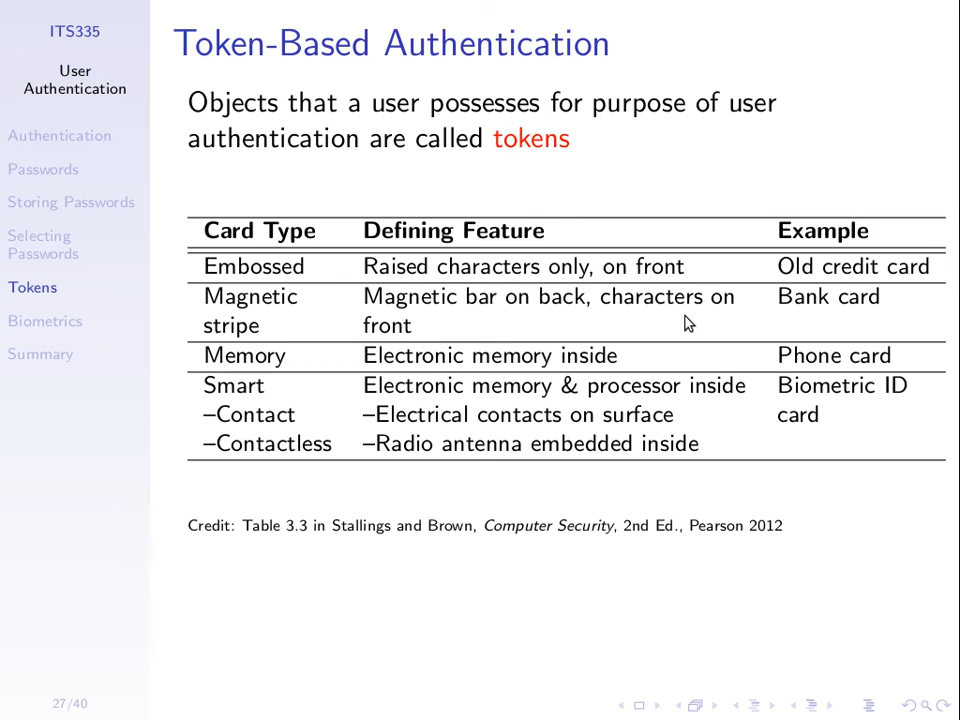 ITS335
User
Authentication
Authentication
Passwords
Storing Passwords
Selecting
Passwords
Tokens
Biometrics
Summary
27/40
Token-Based Authentication
Objects that a user possesses for purpose of user
authentication are called tokens
Card Type Defining Feature Example
Embossed Raised characters only, on front Old credit card
Magnetic Magnetic bar on back, characters on Bank card
stripe front
Memory Electronic memory inside Phone card
Smart Electronic memory & processor inside Biometric ID
–Contact –Electrical contacts on surface card
–Contactless –Radio antenna embedded inside
Credit: Table 3.3 in Stallings and Brown, Computer Security, 2nd Ed., Pearson 2012